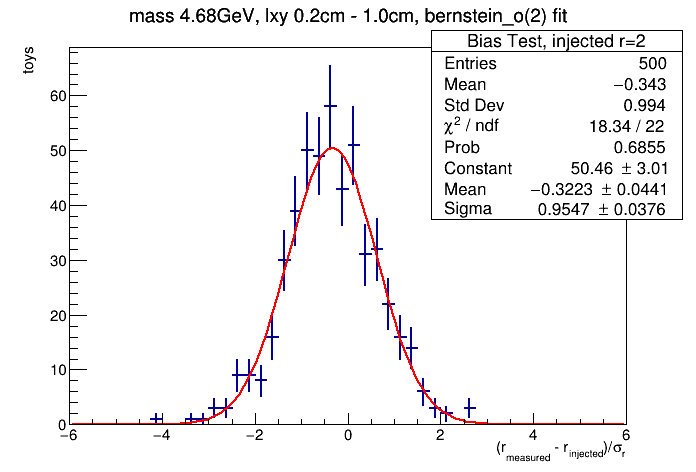 mass 4.68GeV, lxy 0.2cm - 1.0cm, bernstein_o(2) fit
Bias Test, injected r=2
Entries 500
Mean −0.343
Std Dev 0.994
χ² / ndf 18.34 / 22
Prob 0.6855
Constant 50.46 ± 3.01
Mean −0.3223 ± 0.0441
Sigma 0.9547 ± 0.0376
toys
60
50
40
30
20
10
0
−6 −4 −2 0 2 4 6
(r_measured - r_injected)/σ_r